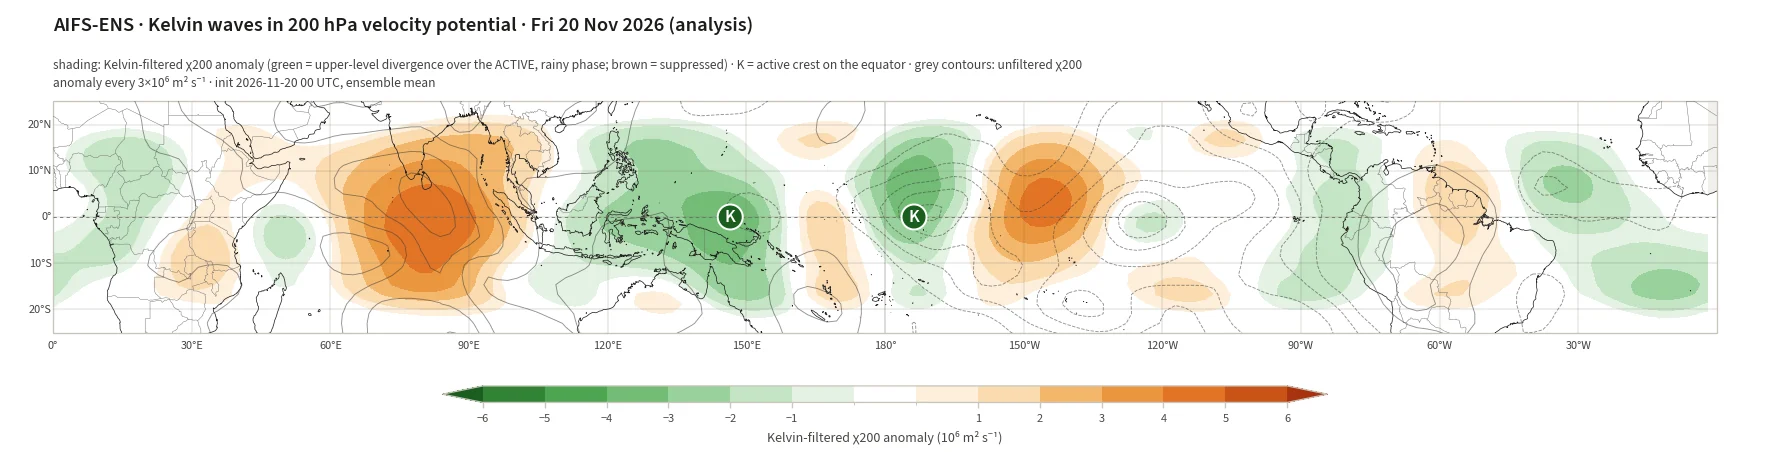 AIFS-ENS · Kelvin waves in 200 hPa velocity potential · Fri 20 Nov 2026 (analysis)
shading: Kelvin-filtered χ200 anomaly (green = upper-level divergence over the ACTIVE, rainy phase; brown = suppressed) · K = active crest on the equator · grey contours: unfiltered χ200
anomaly every 3×10⁶ m² s⁻¹ · init 2026-11-20 00 UTC, ensemble mean
20°N
10°N
0°
10°S
20°S
K K
0° 30°E 60°E 90°E 120°E 150°E 180° 150°W 120°W 90°W 60°W 30°W
−6 −5 −4 −3 −2 −1 1 2 3 4 5 6
Kelvin-filtered χ200 anomaly (10⁶ m² s⁻¹)